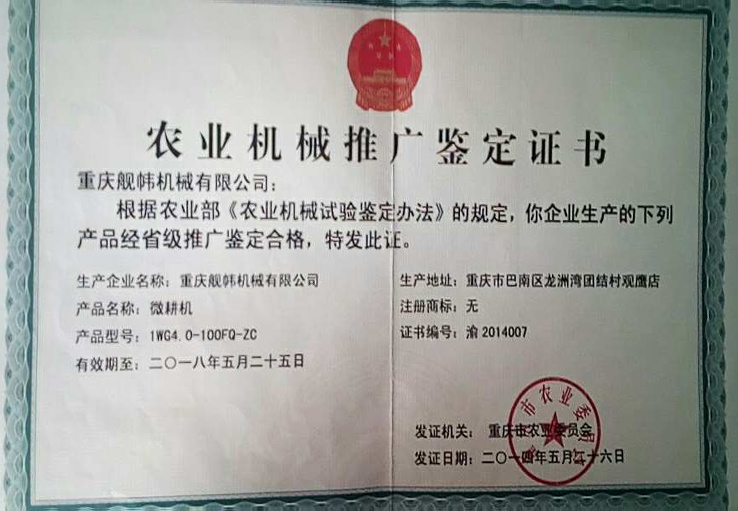 农业机械推广鉴定证书
重庆舰帏机械有限公司：
根据农业部《农业机械试验鉴定办法》的规定，你企业生产的下列
产品经省级推广鉴定合格，特发此证。
生产企业名称：重庆舰帏机械有限公司
产品名称：微耕机
产品型号：1WG4.0-100FQ-ZC
有效期至：二〇一八年五月二十五日
生产地址：重庆市巴南区龙洲湾团结村观鹰店
注册商标：无
证书编号：渝 2014007
发证机关： 重庆市农业委员会
发证日期：二〇一四年五月二十六日
市农业委员